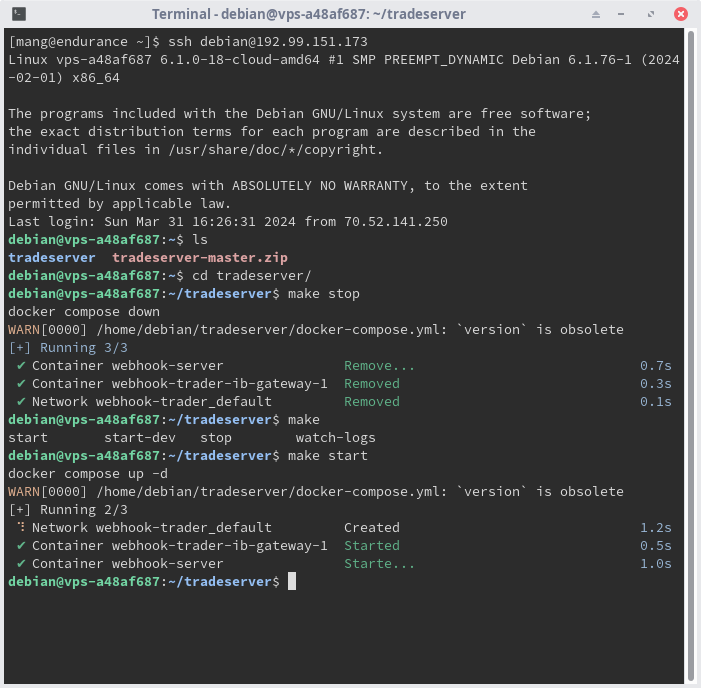 Terminal - debian@vps-a48af687: ~/tradeserver
[mang@endurance ~]$ ssh debian@192.99.151.173
Linux vps-a48af687 6.1.0-18-cloud-amd64 #1 SMP PREEMPT_DYNAMIC Debian 6.1.76-1 (2024
-02-01) x86_64
The programs included with the Debian GNU/Linux system are free software;
the exact distribution terms for each program are described in the
individual files in /usr/share/doc/*/copyright.
Debian GNU/Linux comes with ABSOLUTELY NO WARRANTY, to the extent
permitted by applicable law.
Last login: Sun Mar 31 16:26:31 2024 from 70.52.141.250
debian@vps-a48af687:~$ ls
tradeserver  tradeserver-master.zip
debian@vps-a48af687:~$ cd tradeserver/
debian@vps-a48af687:~/tradeserver$ make stop
docker compose down
WARN[0000] /home/debian/tradeserver/docker-compose.yml: `version` is obsolete
[+] Running 3/3
 ✔ Container webhook-server               Remove...                            0.7s
 ✔ Container webhook-trader-ib-gateway-1  Removed                              0.3s
 ✔ Network webhook-trader_default         Removed                              0.1s
debian@vps-a48af687:~/tradeserver$ make
start       start-dev   stop        watch-logs
debian@vps-a48af687:~/tradeserver$ make start
docker compose up -d
WARN[0000] /home/debian/tradeserver/docker-compose.yml: `version` is obsolete
[+] Running 2/3
 ⠹ Network webhook-trader_default         Created                              1.2s
 ✔ Container webhook-trader-ib-gateway-1  Started                              0.5s
 ✔ Container webhook-server               Starte...                            1.0s
debian@vps-a48af687:~/tradeserver$